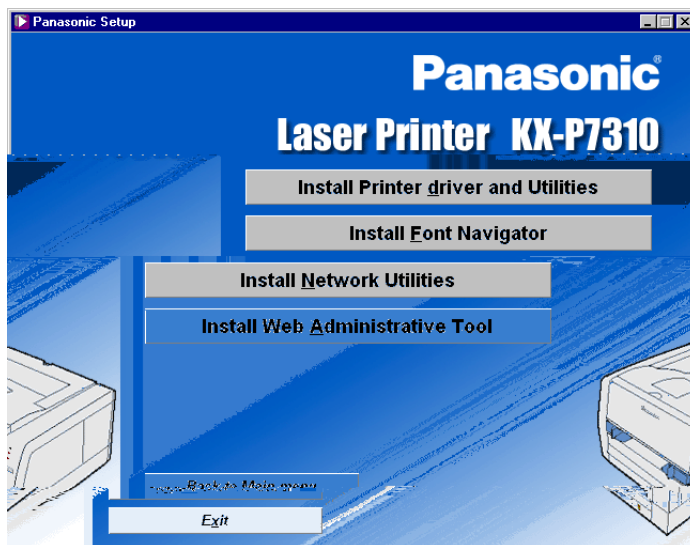 Panasonic Setup
Panasonic®
Laser Printer KX-P7310
Install Printer driver and Utilities
Install Font Navigator
Install Network Utilities
Install Web Administrative Tool
Back to Main menu
Exit